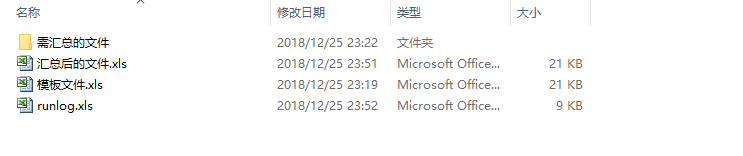 名称 修改日期 类型 大小
需汇总的文件 2018/12/25 23:22 文件夹
汇总后的文件.xls 2018/12/25 23:51 Microsoft Office... 21 KB
模板文件.xls 2018/12/25 23:19 Microsoft Office... 21 KB
runlog.xls 2018/12/25 23:52 Microsoft Office... 9 KB